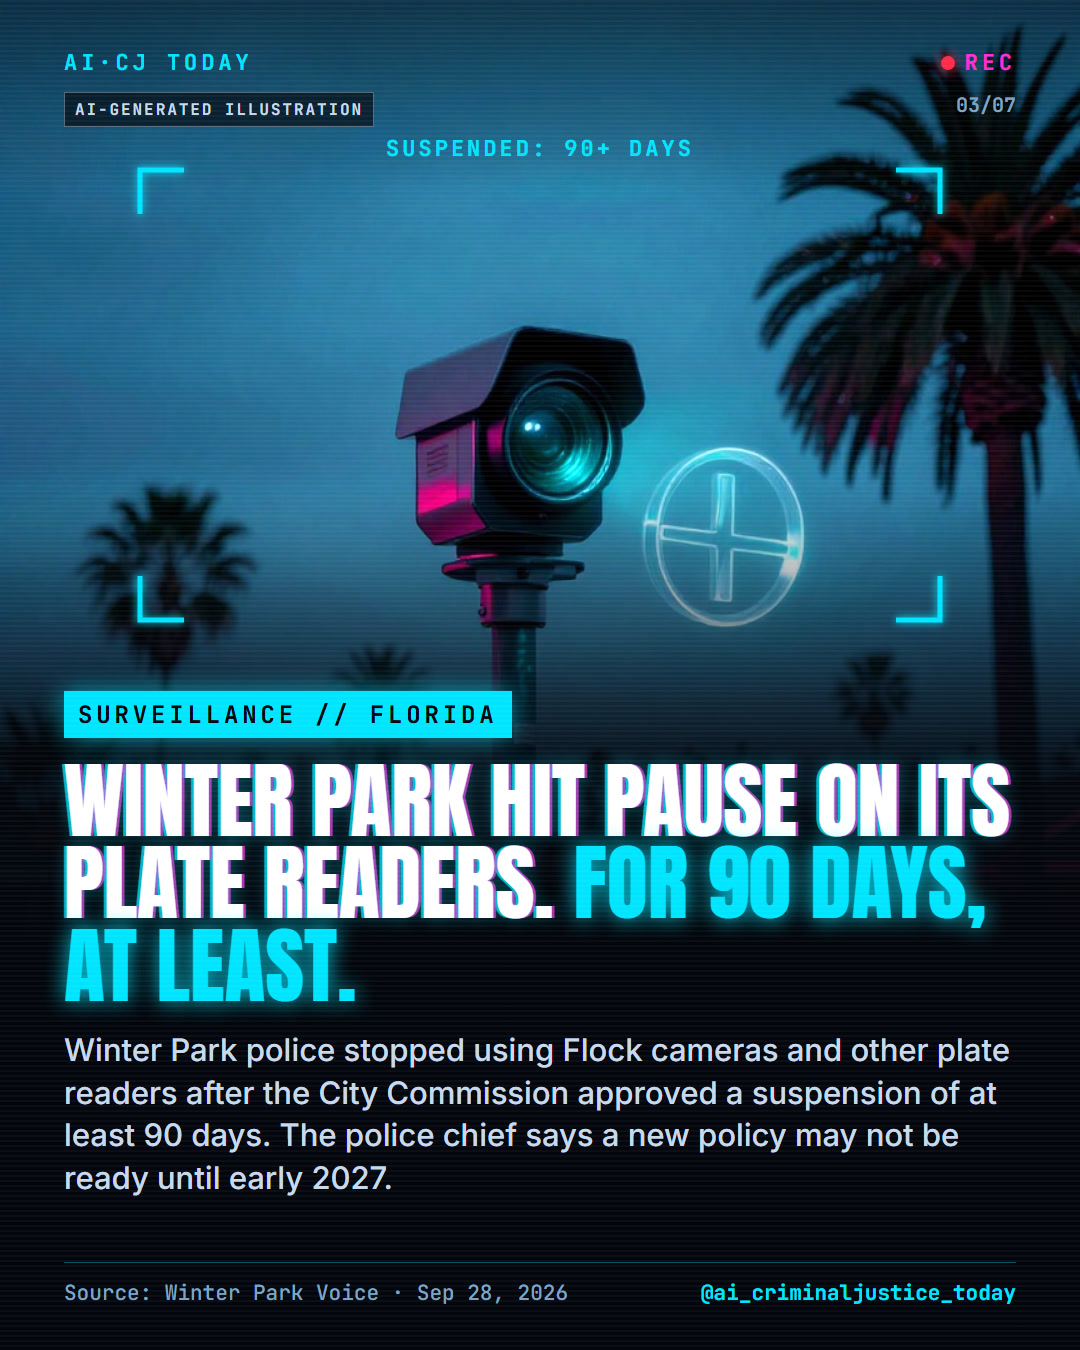 AI·CJ TODAY
REC
AI-GENERATED ILLUSTRATION
03/07
SUSPENDED: 90+ DAYS
SURVEILLANCE // FLORIDA
WINTER PARK HIT PAUSE ON ITS
PLATE READERS. FOR 90 DAYS,
AT LEAST.
Winter Park police stopped using Flock cameras and other plate
readers after the City Commission approved a suspension of at
least 90 days. The police chief says a new policy may not be
ready until early 2027.
Source: Winter Park Voice · Sep 28, 2026
@ai_criminaljustice_today